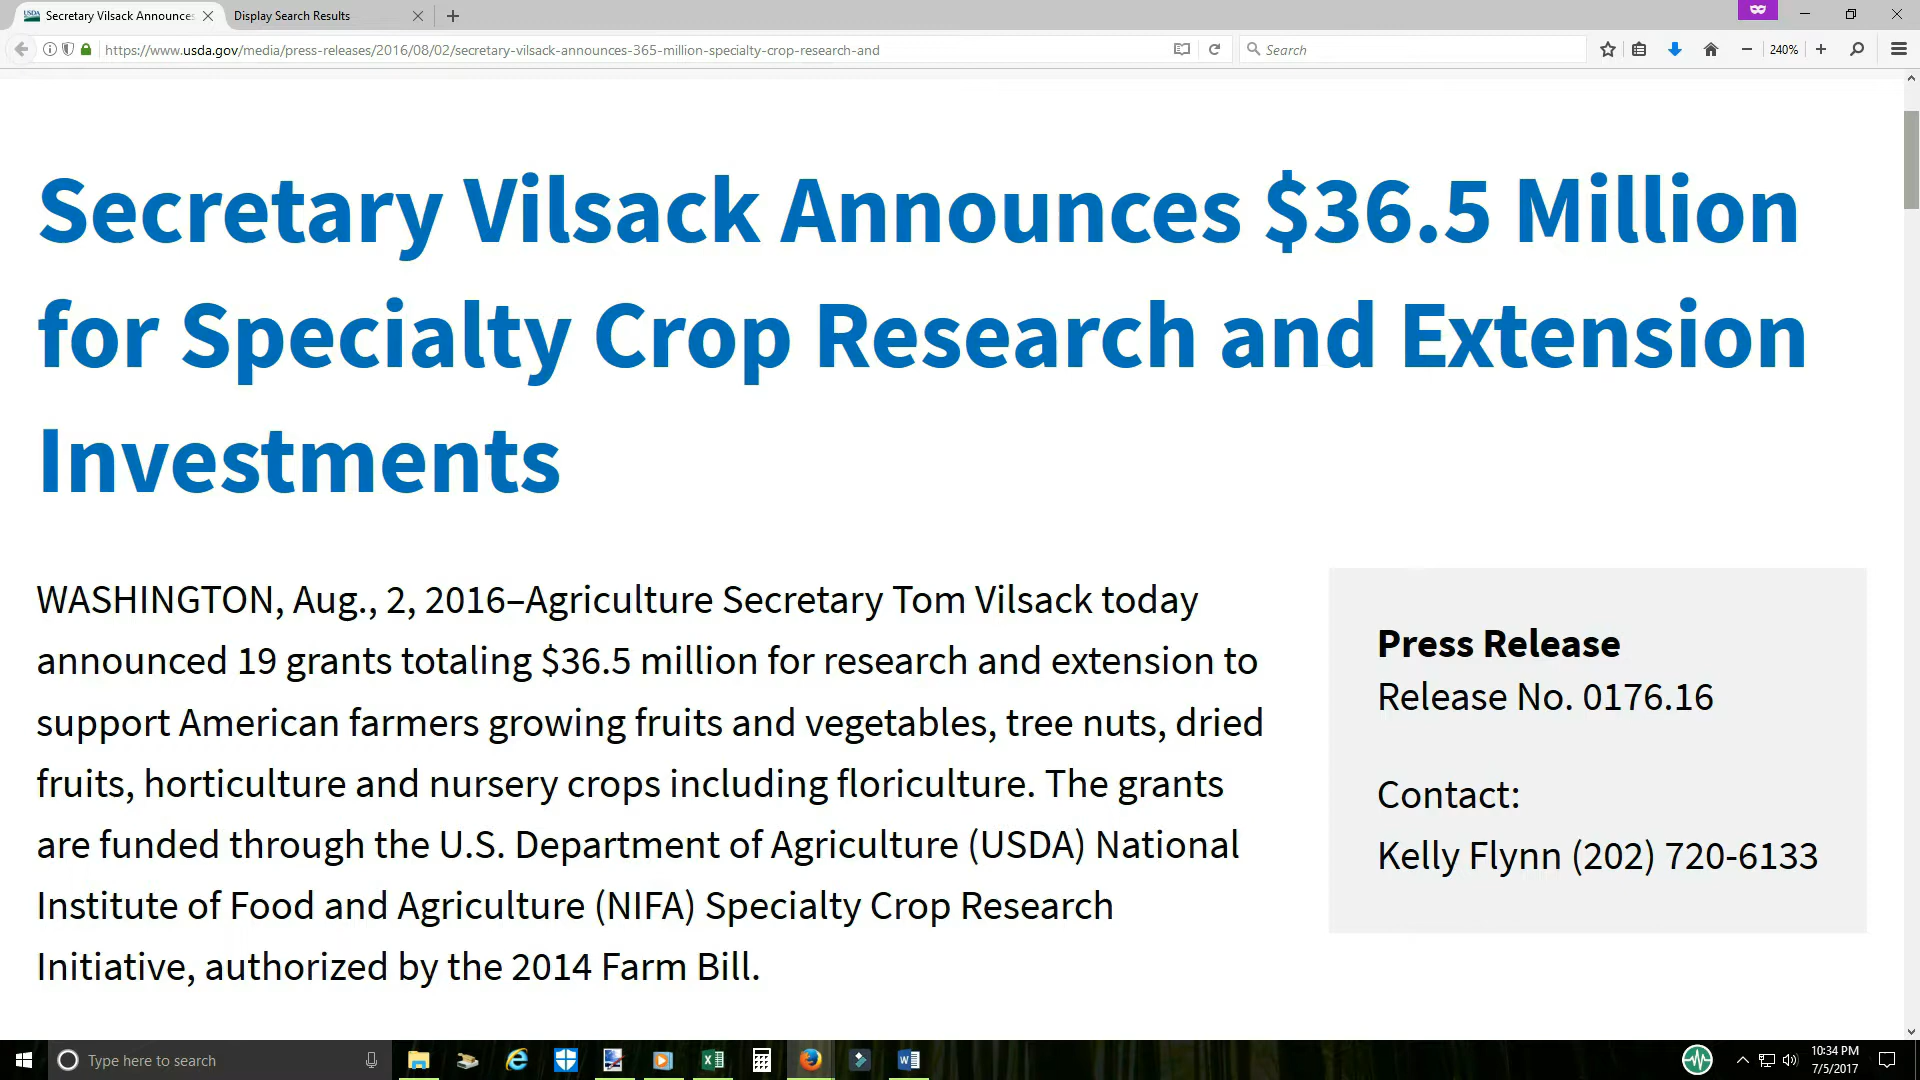 Secretary Vilsack Announces
Display Search Results
https://www.usda.gov/media/press-releases/2016/08/02/secretary-vilsack-announces-365-million-specialty-crop-research-and
Search
240%
Secretary Vilsack Announces $36.5 Million
for Specialty Crop Research and Extension
Investments
WASHINGTON, Aug., 2, 2016–Agriculture Secretary Tom Vilsack today
announced 19 grants totaling $36.5 million for research and extension to
support American farmers growing fruits and vegetables, tree nuts, dried
fruits, horticulture and nursery crops including floriculture. The grants
are funded through the U.S. Department of Agriculture (USDA) National
Institute of Food and Agriculture (NIFA) Specialty Crop Research
Initiative, authorized by the 2014 Farm Bill.
Press Release
Release No. 0176.16
Contact:
Kelly Flynn (202) 720-6133
Type here to search
10:34 PM
7/5/2017